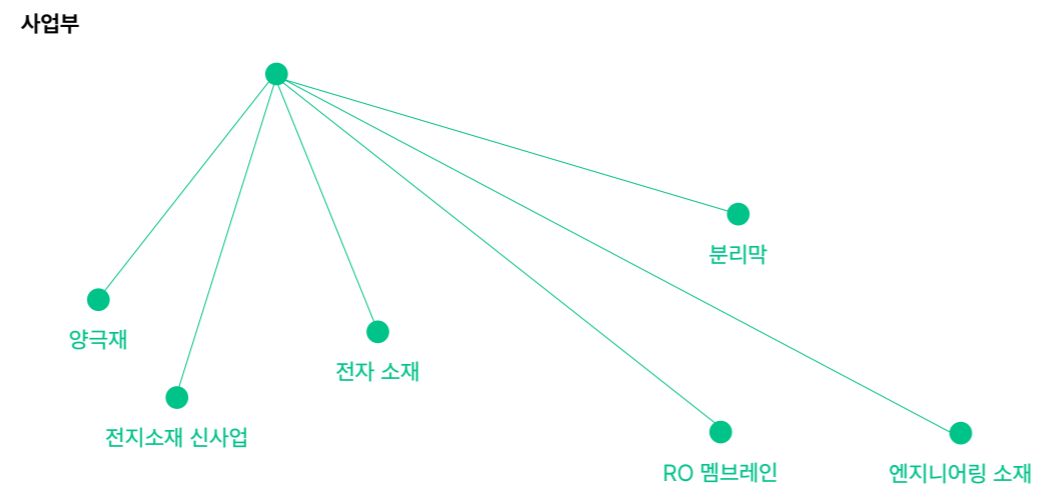 사업부
분리막
양극재
전자 소재
전지소재 신사업
RO 멤브레인
엔지니어링 소재